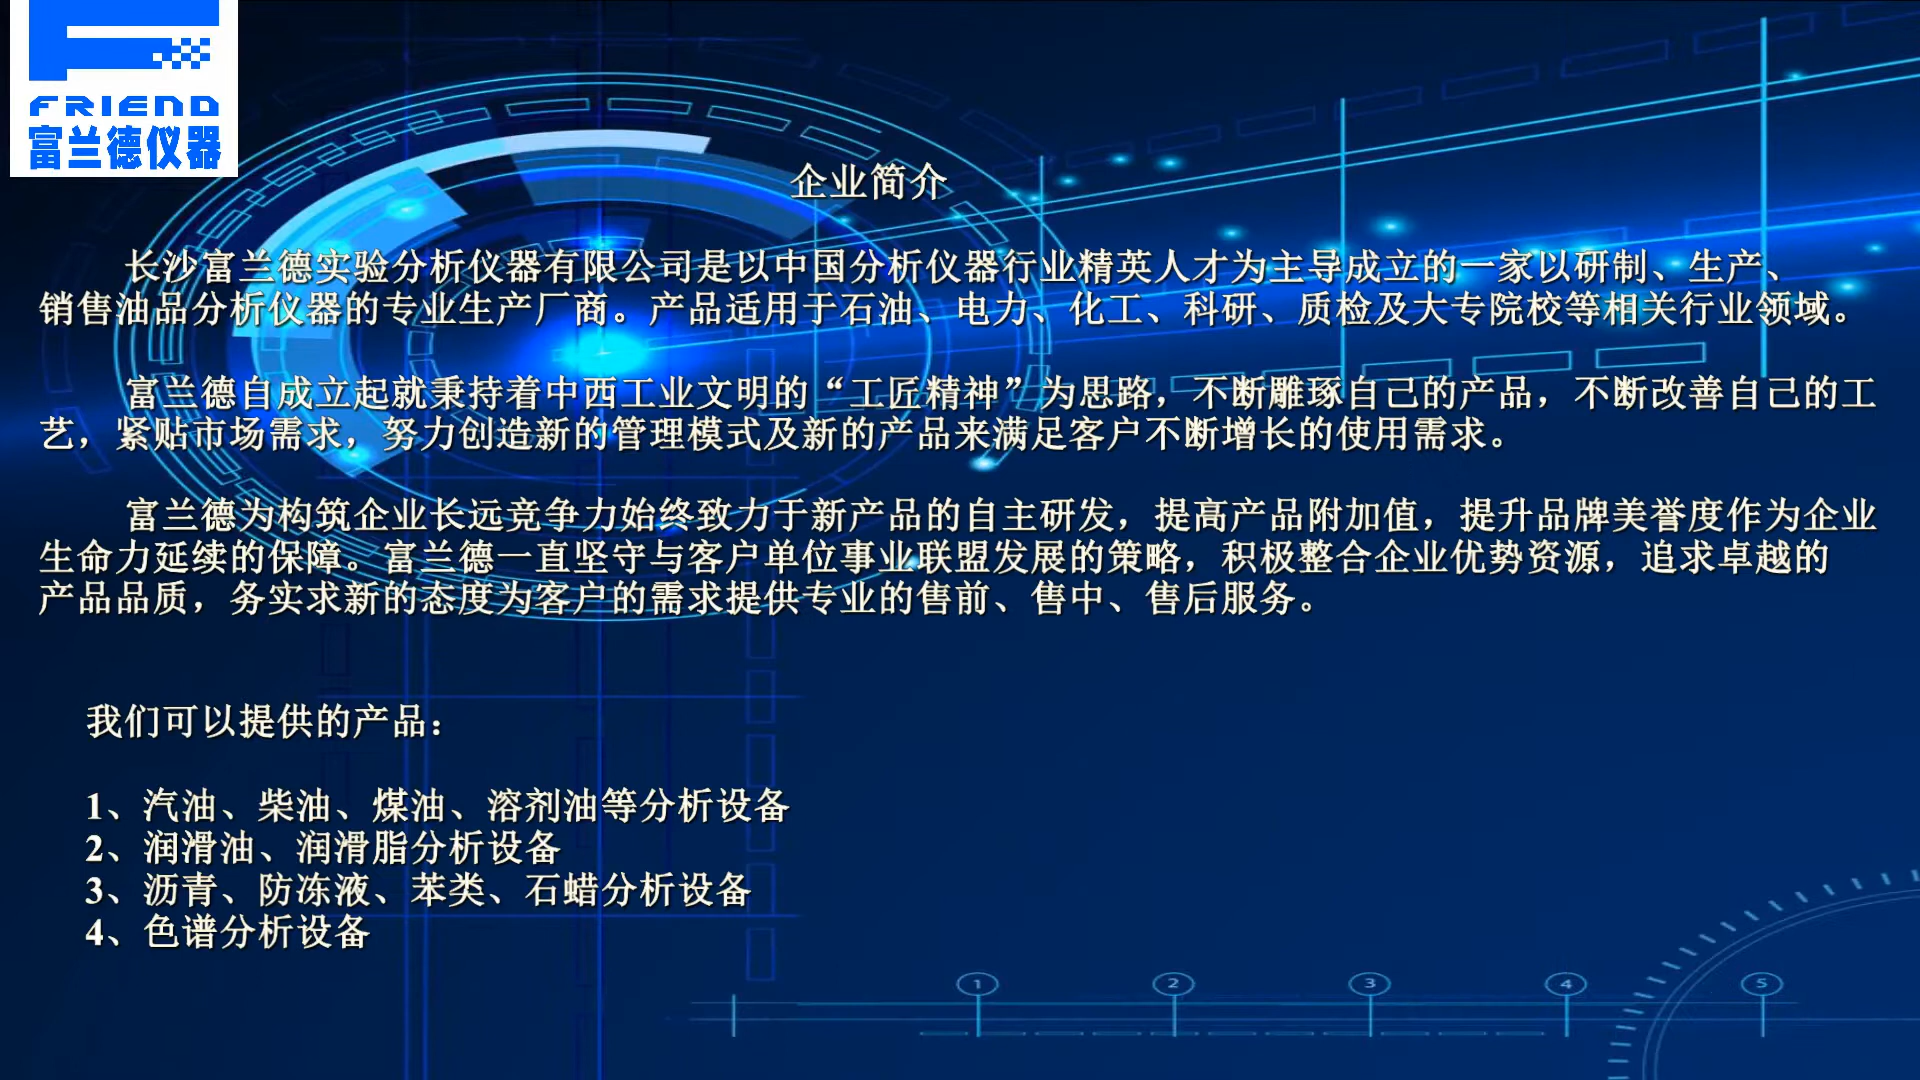 FRIEND
富兰德仪器
企业简介
长沙富兰德实验分析仪器有限公司是以中国分析仪器行业精英人才为主导成立的一家以研制、生产、
销售油品分析仪器的专业生产厂商。产品适用于石油、电力、化工、科研、质检及大专院校等相关行业领域。
富兰德自成立起就秉持着中西工业文明的“工匠精神”为思路，不断雕琢自己的产品，不断改善自己的工
艺，紧贴市场需求，努力创造新的管理模式及新的产品来满足客户不断增长的使用需求。
富兰德为构筑企业长远竞争力始终致力于新产品的自主研发，提高产品附加值，提升品牌美誉度作为企业
生命力延续的保障。富兰德一直坚守与客户单位事业联盟发展的策略，积极整合企业优势资源，追求卓越的
产品品质，务实求新的态度为客户的需求提供专业的售前、售中、售后服务。
我们可以提供的产品：
1、汽油、柴油、煤油、溶剂油等分析设备
2、润滑油、润滑脂分析设备
3、沥青、防冻液、苯类、石蜡分析设备
4、色谱分析设备
1 2 3 4 5